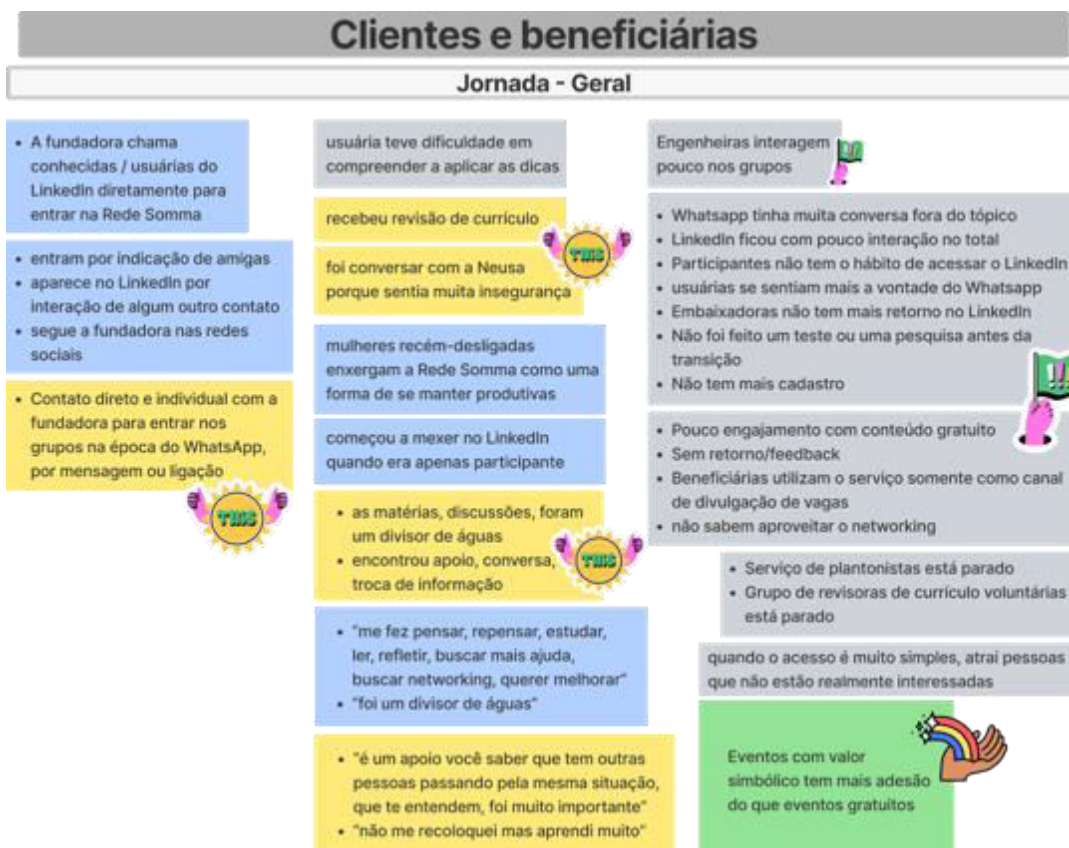 Clientes e beneficiárias
Jornada - Geral
• A fundadora chama
conhecidas / usuárias do
LinkedIn diretamente para
entrar na Rede Somma
• entram por indicação de amigas
• aparece no LinkedIn por
interação de algum outro contato
• segue a fundadora nas redes
sociais
• Contato direto e individual com a
fundadora para entrar nos
grupos na época do WhatsApp,
por mensagem ou ligação
THIS
usuária teve dificuldade em
compreender a aplicar as dicas
recebeu revisão de currículo
foi conversar com a Neusa
porque sentia muita insegurança
THIS
mulheres recém-desligadas
enxergam a Rede Somma como uma
forma de se manter produtivas
começou a mexer no LinkedIn
quando era apenas participante
• as matérias, discussões, foram
um divisor de águas
• encontrou apoio, conversa,
troca de informação
THIS
• "me fez pensar, repensar, estudar,
ler, refletir, buscar mais ajuda,
buscar networking, querer melhorar"
• "foi um divisor de águas"
• "é um apoio você saber que tem outras
pessoas passando pela mesma situação,
que te entendem, foi muito importante"
• "não me recoloquei mas aprendi muito"
Engenheiras interagem
pouco nos grupos
• Whatsapp tinha muita conversa fora do tópico
• LinkedIn ficou com pouco interação no total
• Participantes não tem o hábito de acessar o LinkedIn
• usuárias se sentiam mais a vontade do Whatsapp
• Embaixadoras não tem mais retorno no LinkedIn
• Não foi feito um teste ou uma pesquisa antes da
transição
• Não tem mais cadastro
!!
• Pouco engajamento com conteúdo gratuito
• Sem retorno/feedback
• Beneficiárias utilizam o serviço somente como canal
de divulgação de vagas
• não sabem aproveitar o networking
• Serviço de plantonistas está parado
• Grupo de revisoras de currículo voluntárias
está parado
quando o acesso é muito simples, atrai pessoas
que não estão realmente interessadas
Eventos com valor
simbólico tem mais adesão
do que eventos gratuitos